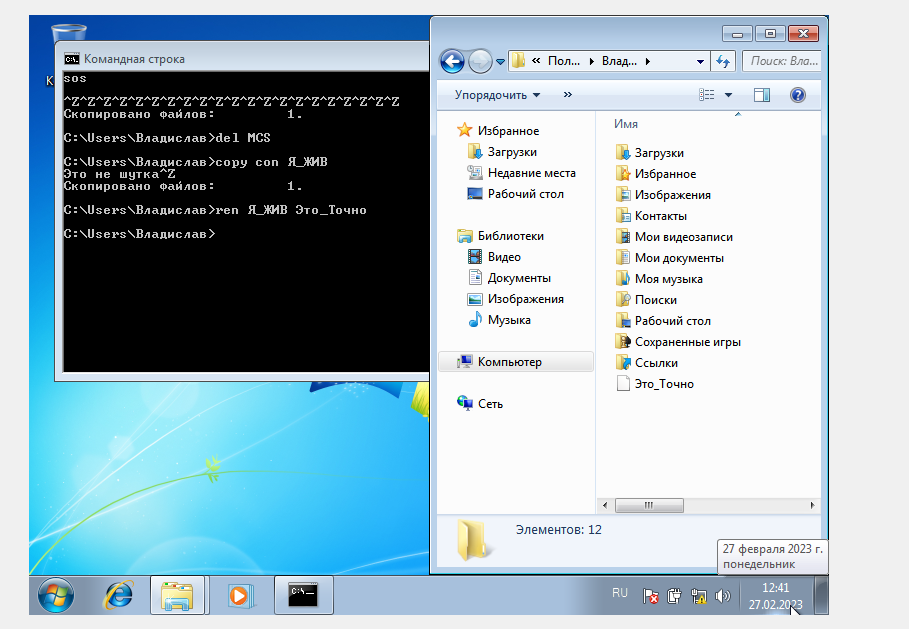 К
Командная строка
sos
^Z^Z^Z^Z^Z^Z^Z^Z^Z^Z^Z^Z^Z^Z^Z^Z^Z^Z^Z^Z^Z
Скопировано файлов: 1.
C:\Users\Владислав>del MCS
C:\Users\Владислав>copy con Я_ЖИВ
Это не шутка^Z
Скопировано файлов: 1.
C:\Users\Владислав>ren Я_ЖИВ Это_Точно
C:\Users\Владислав>
« Пол... Влад...
Поиск: Вла...
Упорядочить »
Избранное
Загрузки
Недавние места
Рабочий стол
Библиотеки
Видео
Документы
Изображения
Музыка
Компьютер
Сеть
Имя
Загрузки
Избранное
Изображения
Контакты
Мои видеозаписи
Мои документы
Моя музыка
Поиски
Рабочий стол
Сохраненные игры
Ссылки
Это_Точно
Элементов: 12
27 февраля 2023 г.
понедельник
RU
12:41
27.02.2023